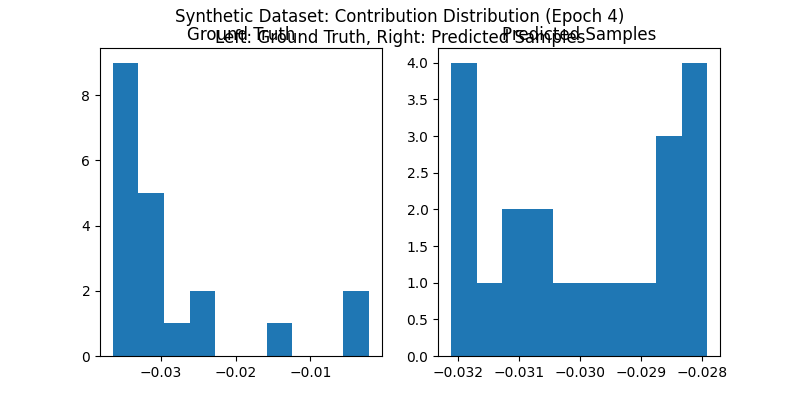 Synthetic Dataset: Contribution Distribution (Epoch 4)
Left: Ground Truth, Right: Predicted Samples
Ground Truth
Predicted Samples
8
6
4
2
0
−0.03 −0.02 −0.01
4.0
3.5
3.0
2.5
2.0
1.5
1.0
0.5
0.0
−0.032 −0.031 −0.030 −0.029 −0.028